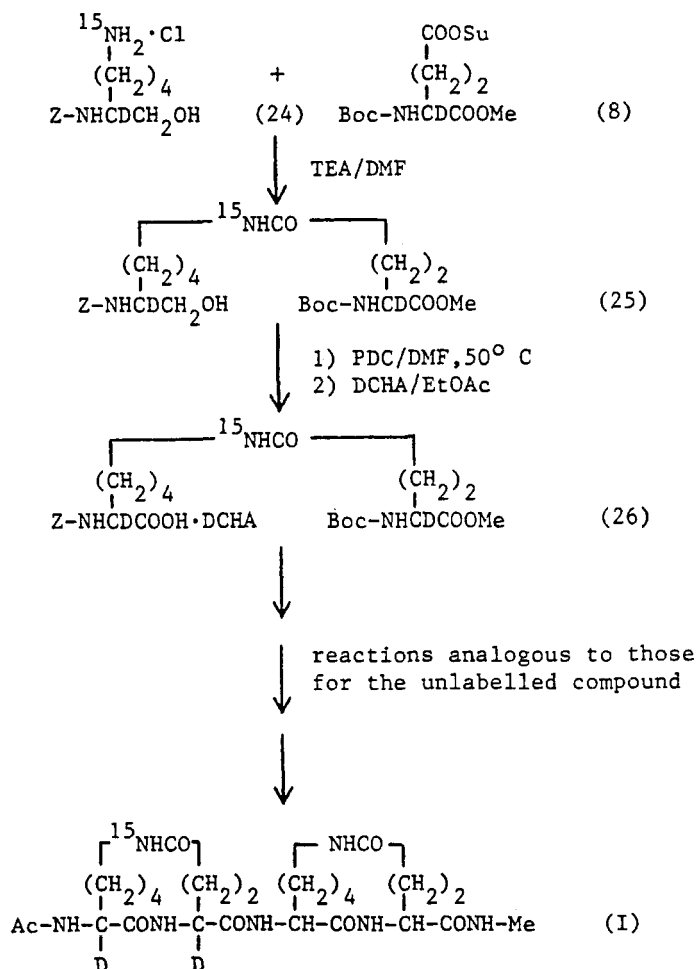 15NH2·Cl COOSu
(CH2)4 + (CH2)2
Z-NHCDCH2OH (24) Boc-NHCDCOOMe (8)
TEA/DMF
15NHCO
(CH2)4 (CH2)2
Z-NHCDCH2OH Boc-NHCDCOOMe (25)
1) PDC/DMF,50° C
2) DCHA/EtOAc
15NHCO
(CH2)4 (CH2)2
Z-NHCDCOOH·DCHA Boc-NHCDCOOMe (26)
reactions analogous to those
for the unlabelled compound
15NHCO NHCO
(CH2)4 (CH2)2 (CH2)4 (CH2)2
Ac-NH-C-CONH-C-CONH-CH-CONH-CH-CONH-Me (I)
D D